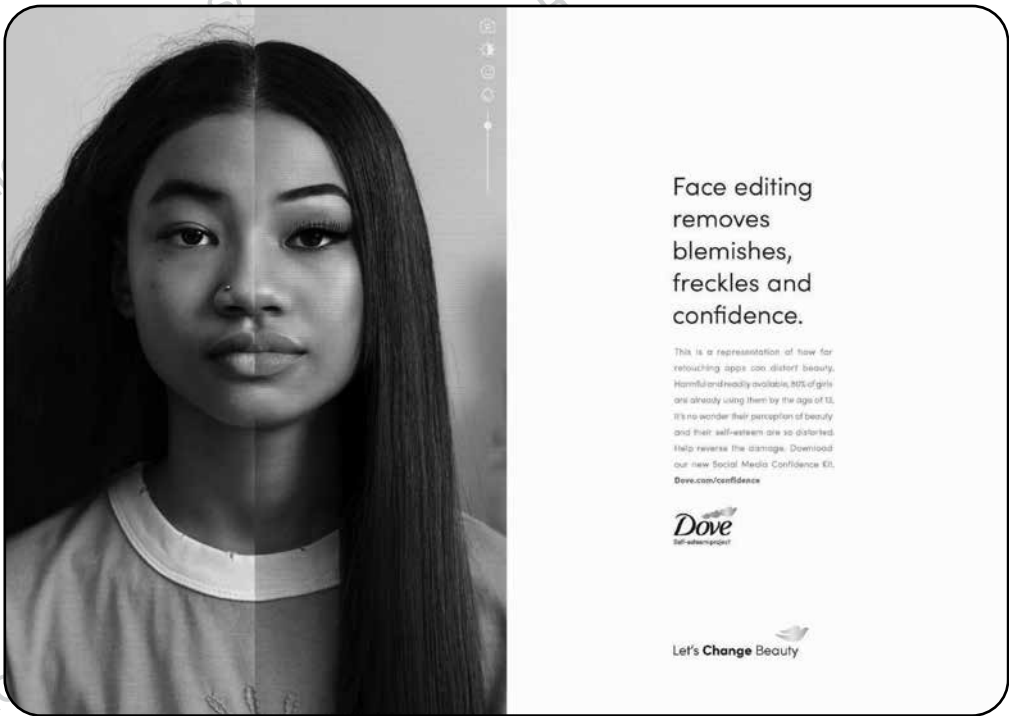 Face editing
removes
blemishes,
freckles and
confidence.
This is a representation of how far
retouching apps can distort beauty.
Harmful and readily available, 80% of girls
are already using them by the age of 13.
It's no wonder their perception of beauty
and their self-esteem are so distorted.
Help reverse the damage. Download
our new Social Media Confidence Kit.
Dove.com/confidence
Dove
Self-esteem project
Let's Change Beauty